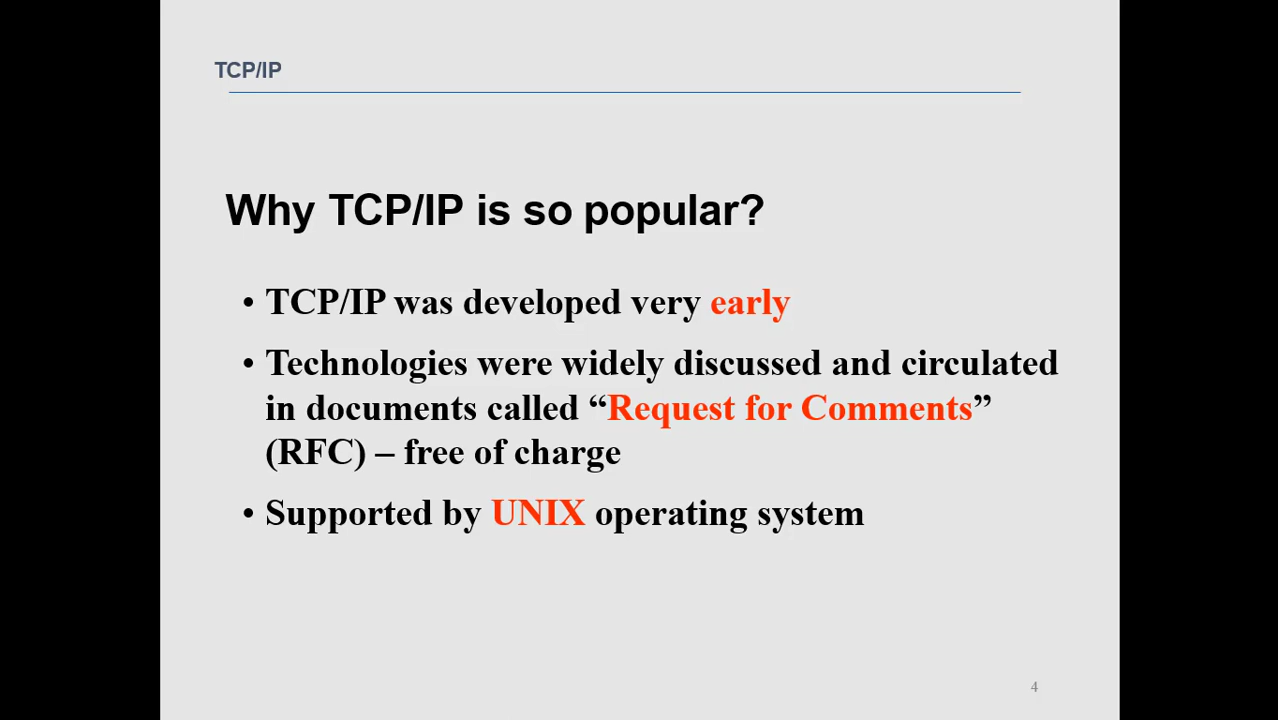 TCP/IP
Why TCP/IP is so popular?
• TCP/IP was developed very early
• Technologies were widely discussed and circulated
in documents called “Request for Comments”
(RFC) – free of charge
• Supported by UNIX operating system
4